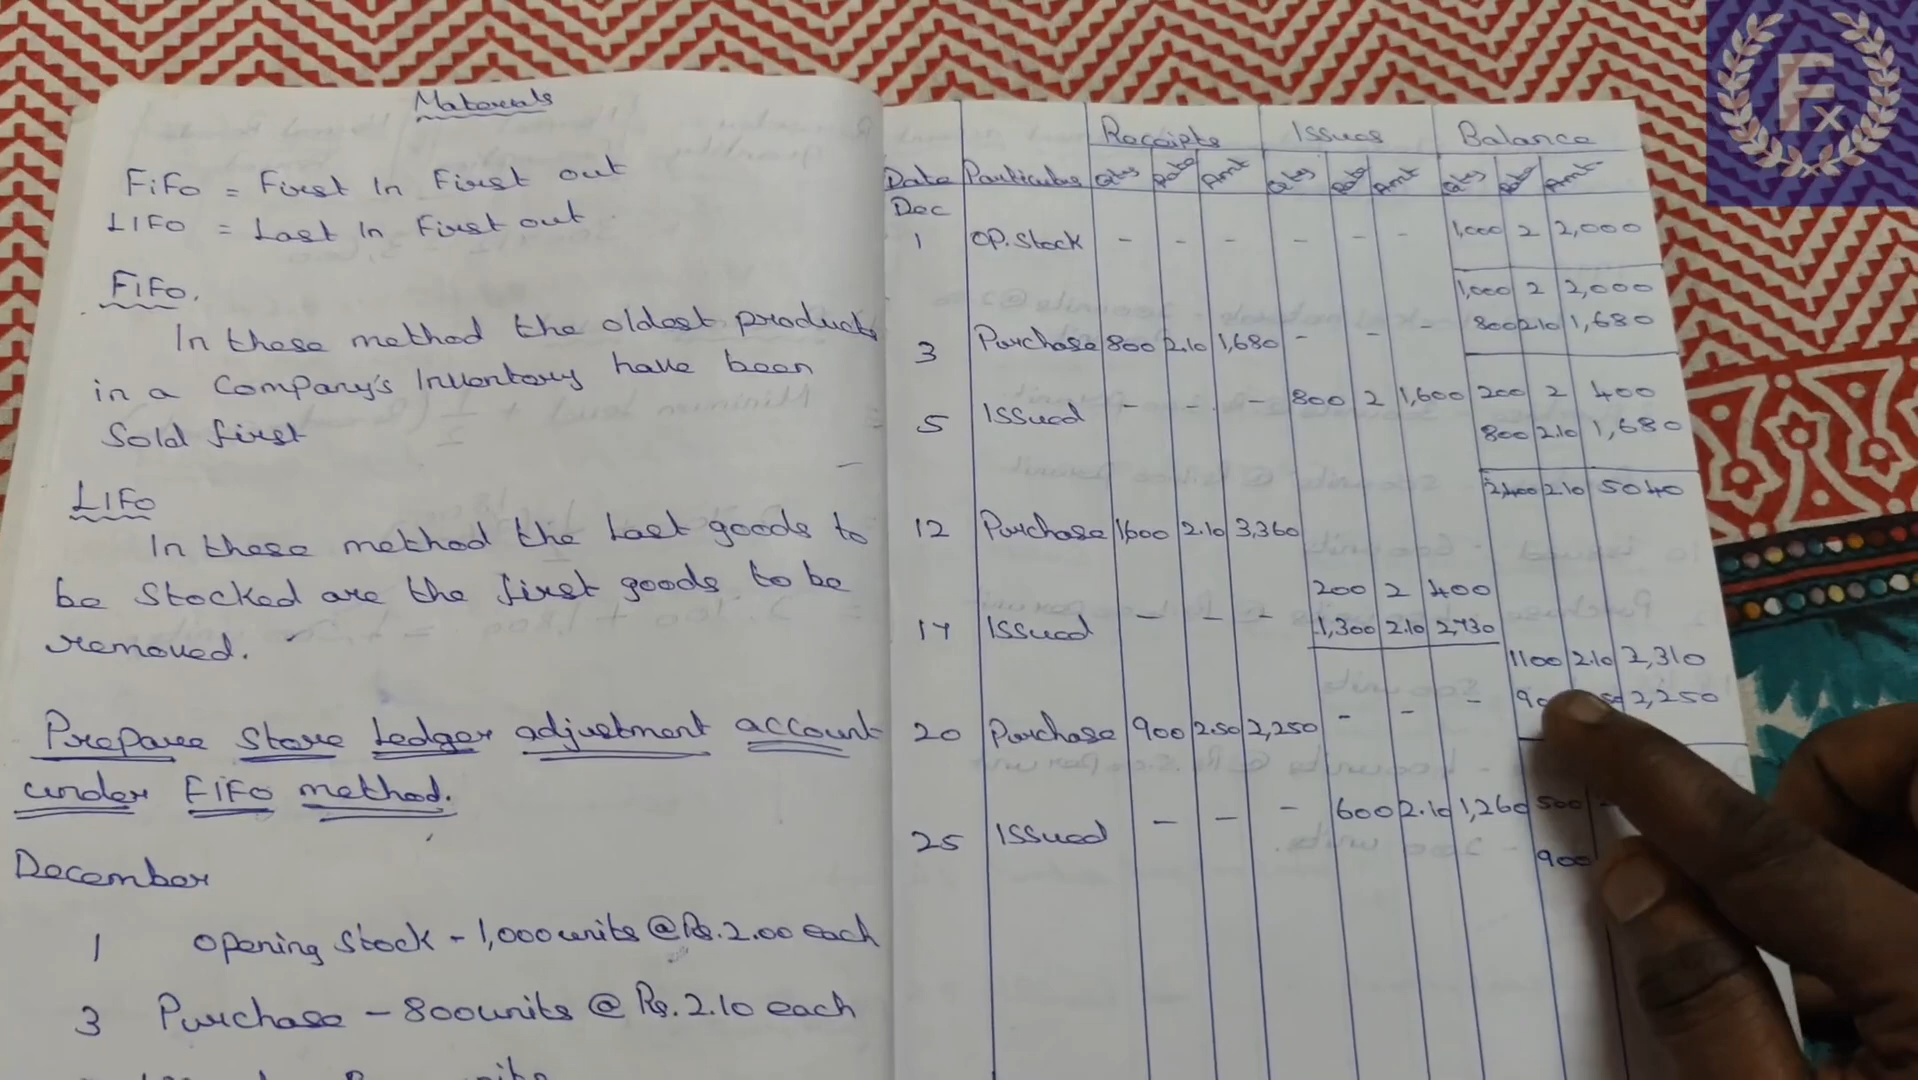 Materials
FiFo = First In First out
LIFO = Last In First out
FiFo.
In these method the oldest products
in a Company's Inventory have been
Sold first
LIFO
In these method the Last goods to
be Stocked are the first goods to be
removed.
Prepare Store Ledger adjustment account
under FIFO method.
December
1 Opening Stock - 1,000 units @ Rs. 2.00 each
3 Purchase - 800 units @ Rs. 2.10 each
Receipts Issues Balance
Date Particulars Qty Rate Amt Qty Rate Amt Qty Rate Amt
Dec
1 OP. Stock - - - - - - 1,000 2 2,000
1,000 2 2,000
3 Purchase 800 2.10 1,680 - - - 800 2.10 1,680
5 Issued - - - 800 2 1,600 200 2 400
800 2.10 1,680
2,400 2.10 5040
12 Purchase 1600 2.10 3,360
200 2 400
17 Issued - - - 1,300 2.10 2,730
1100 2.10 2,310
20 Purchase 900 2.50 2,250 - - - 2,250
25 Issued - - - 600 2.10 1,260 500
900
Fx